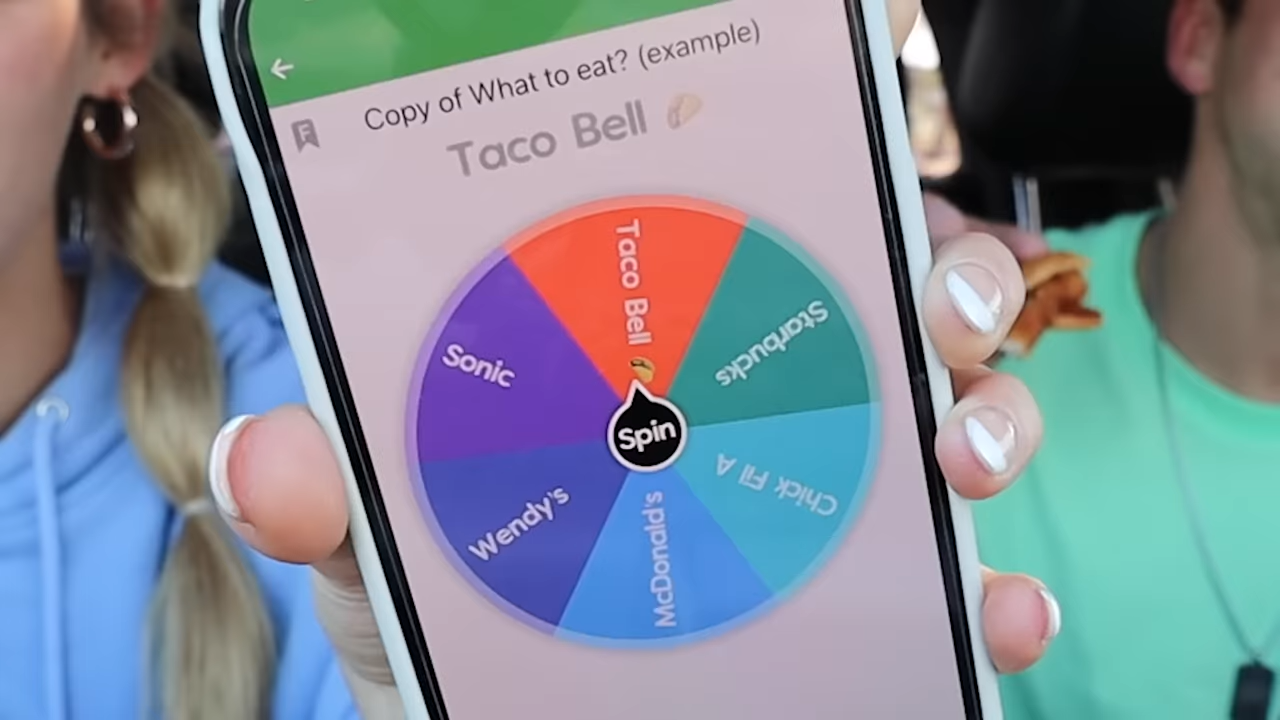 Copy of What to eat? (example)
Taco Bell 🌮
Taco Bell 🌮
Starbucks
Chick Fil A
McDonald's
Wendy's
Sonic
Spin